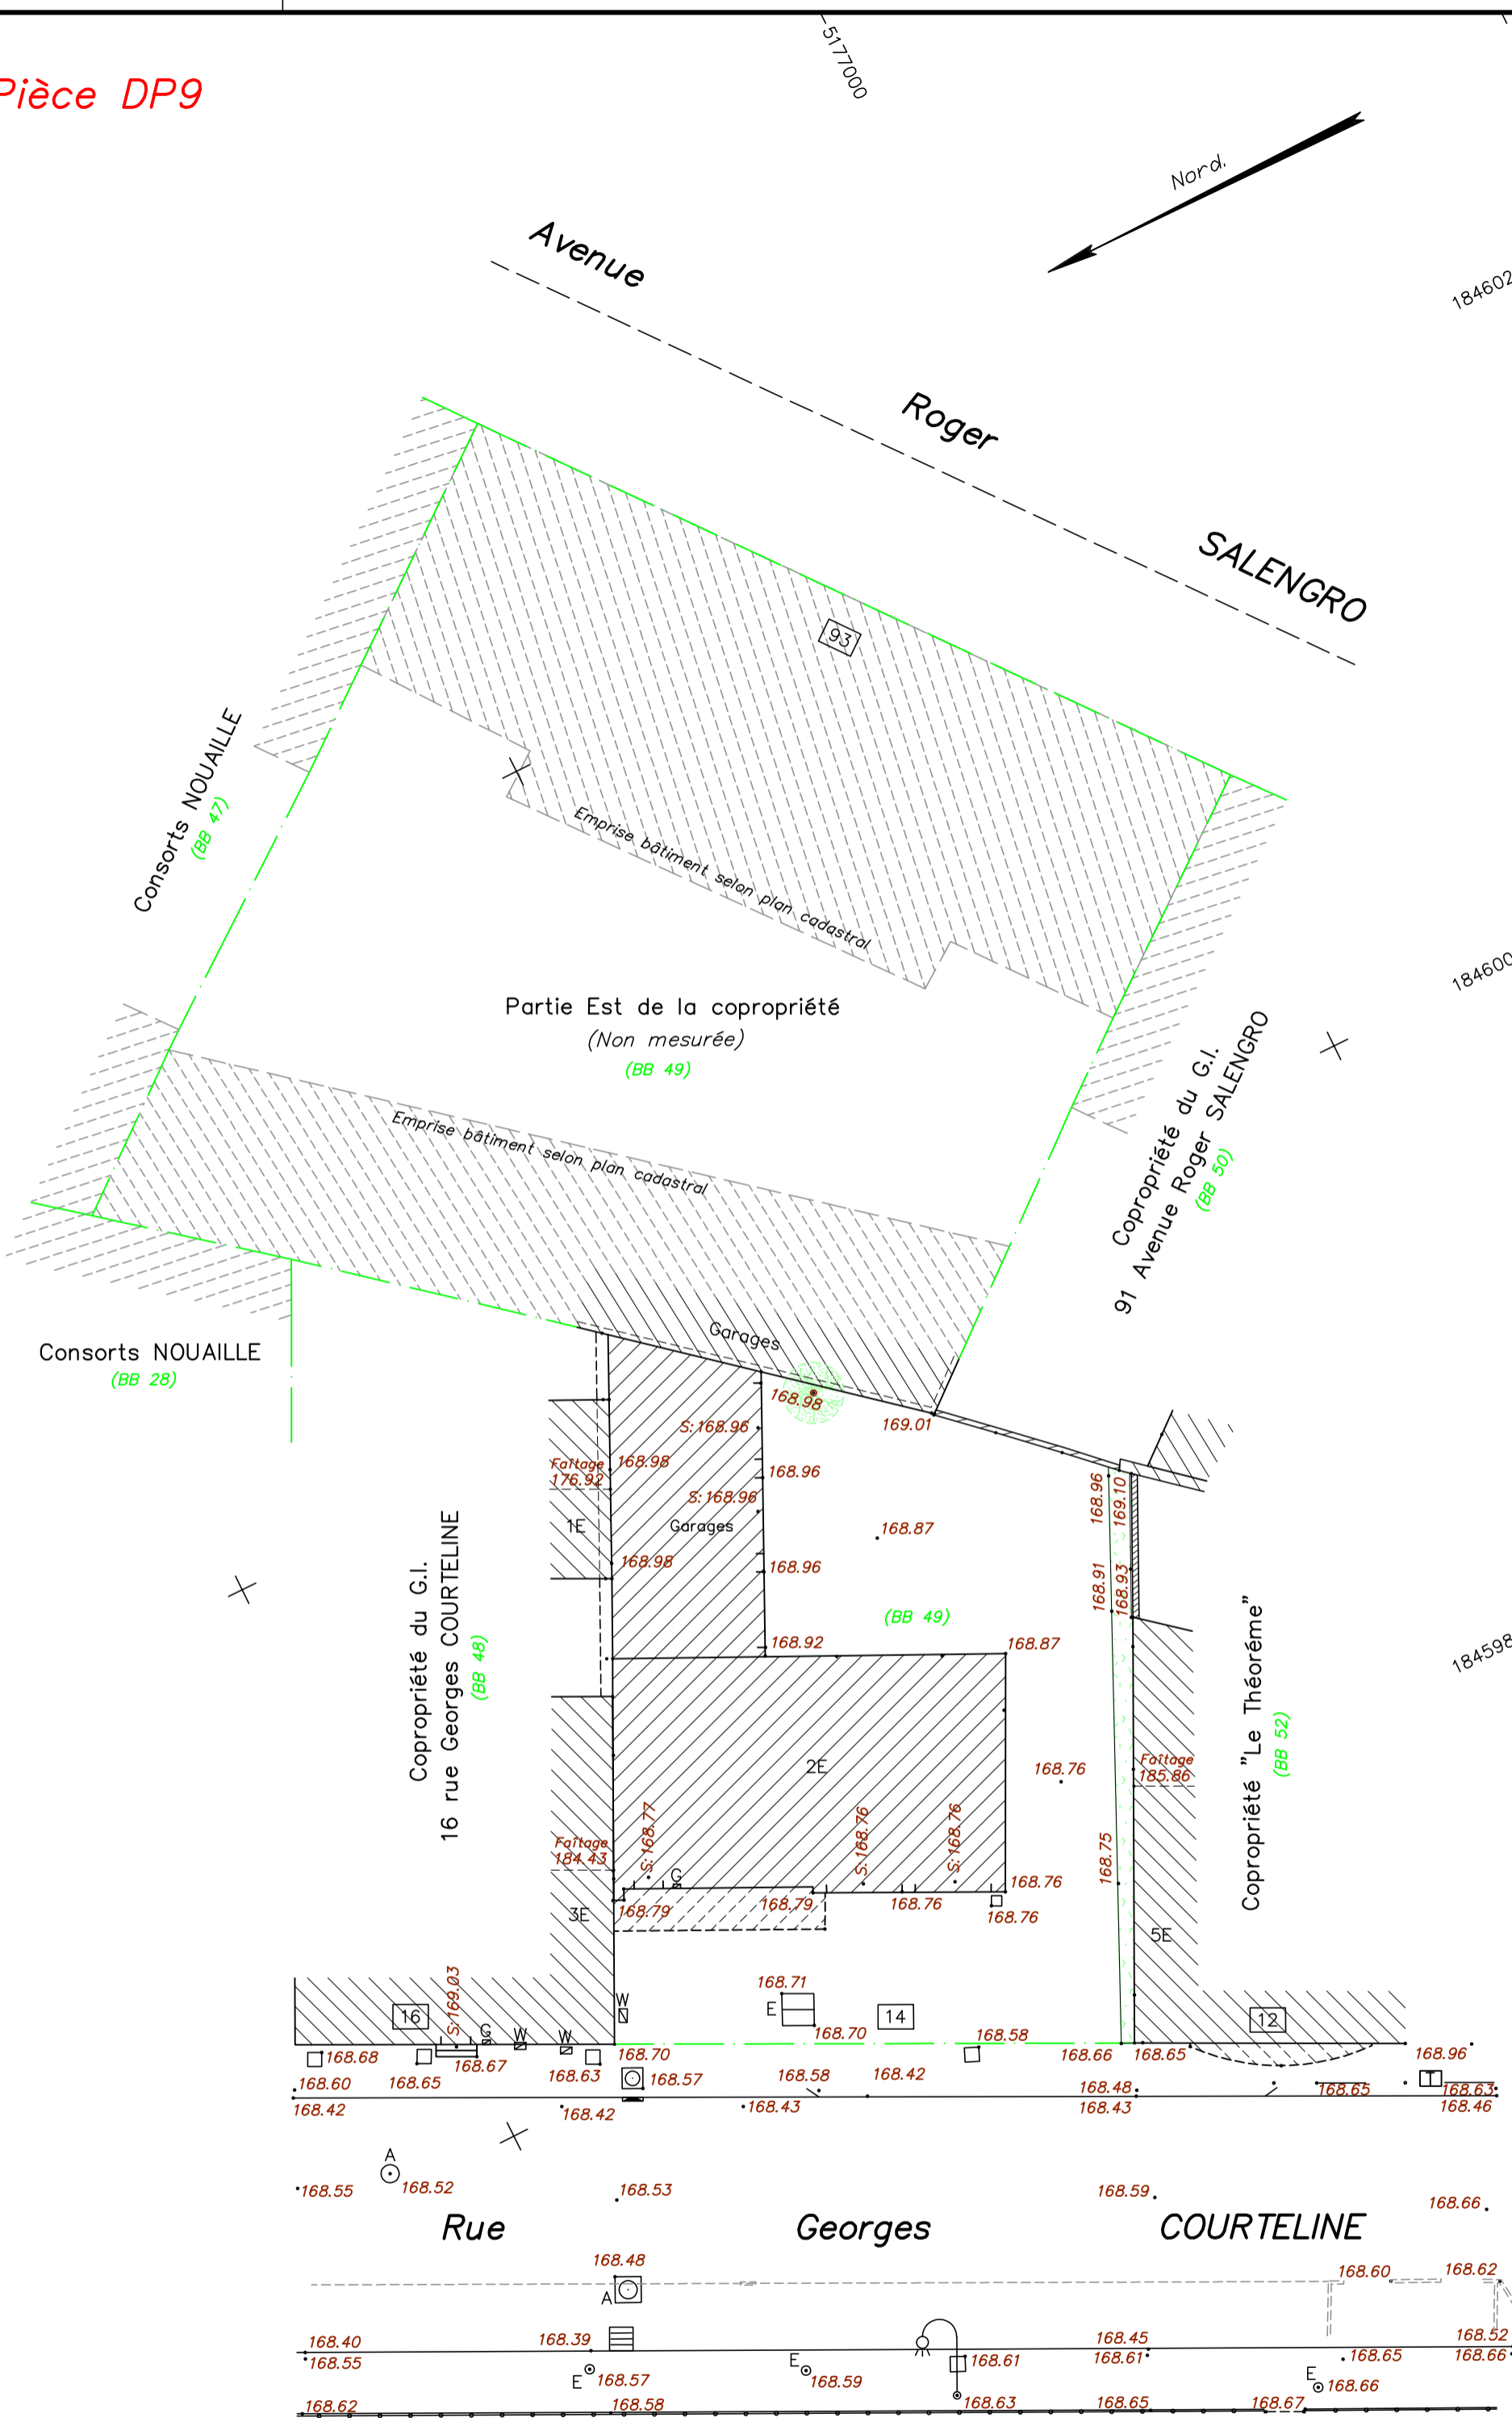 5177000
Pièce DP9
Nord.
Avenue
Roger
SALENGRO
93
Consorts NOUAILLE
(BB 47)
Emprise bâtiment selon plan cadastral
Partie Est de la copropriété
(Non mesurée)
(BB 49)
Emprise bâtiment selon plan cadastral
Copropriété du G.I.
91 Avenue Roger SALENGRO
(BB 50)
Consorts NOUAILLE
(BB 28)
Garages
168.98
169.01
S: 168.96
Faîtage
176.92
168.98
168.96
S: 168.96
168.96
169.10
1E
Garages
168.87
168.98
168.96
168.91
168.93
(BB 49)
168.92
168.87
Copropriété du G.I.
16 rue Georges COURTELINE
(BB 48)
Copropriété "Le Théoréme"
(BB 52)
2E
168.76
Faîtage
185.86
Faîtage
184.43
S: 168.77
S: 168.76
S: 168.76
168.75
G
168.76
3E
168.79
168.79
168.76
168.76
5E
S: 169.03
168.71
16
G
W
W
W
E
14
12
168.70
168.58
168.68
168.67
168.70
168.66
168.65
168.96
168.60
168.65
168.63
168.57
168.58
168.42
168.48
168.65
T
168.63
168.42
168.42
168.43
168.43
168.46
A
168.55
168.52
168.53
168.59
168.66
Rue
Georges
COURTELINE
168.48
A
168.60
168.62
168.40
168.39
168.45
168.52
168.55
E
168.57
E
168.59
168.61
168.61
168.65
168.66
E
168.66
168.62
168.58
168.63
168.65
168.67